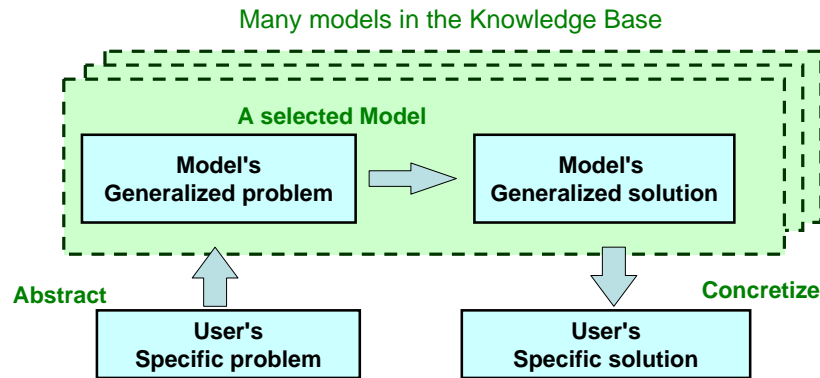 Many models in the Knowledge Base
A selected Model
Model's
Generalized problem
Model's
Generalized solution
Abstract
Concretize
User's
Specific problem
User's
Specific solution